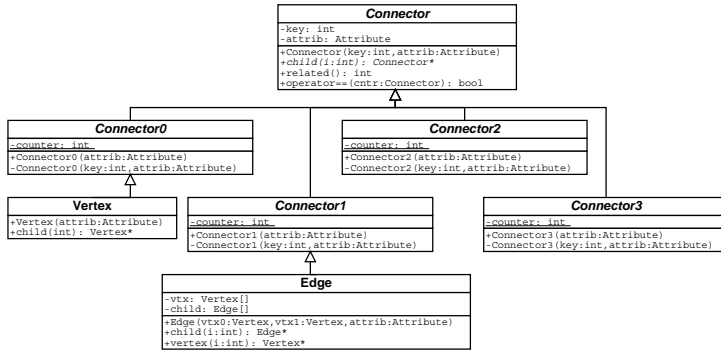 Connector
-key: int
-attrib: Attribute
+Connector(key:int,attrib:Attribute)
+child(i:int): Connector*
+related(): int
+operator==(cntr:Connector): bool
Connector0
-counter: int
+Connector0(attrib:Attribute)
-Connector0(key:int,attrib:Attribute)
Connector2
-counter: int
+Connector2(attrib:Attribute)
-Connector2(key:int,attrib:Attribute)
Vertex
+Vertex(attrib:Attribute)
+child(int): Vertex*
Connector1
-counter: int
+Connector1(attrib:Attribute)
-Connector1(key:int,attrib:Attribute)
Connector3
-counter: int
+Connector3(attrib:Attribute)
-Connector3(key:int,attrib:Attribute)
Edge
-vtx: Vertex[]
-child: Edge[]
+Edge(vtx0:Vertex,vtx1:Vertex,attrib:Attribute)
+child(i:int): Edge*
+vertex(i:int): Vertex*